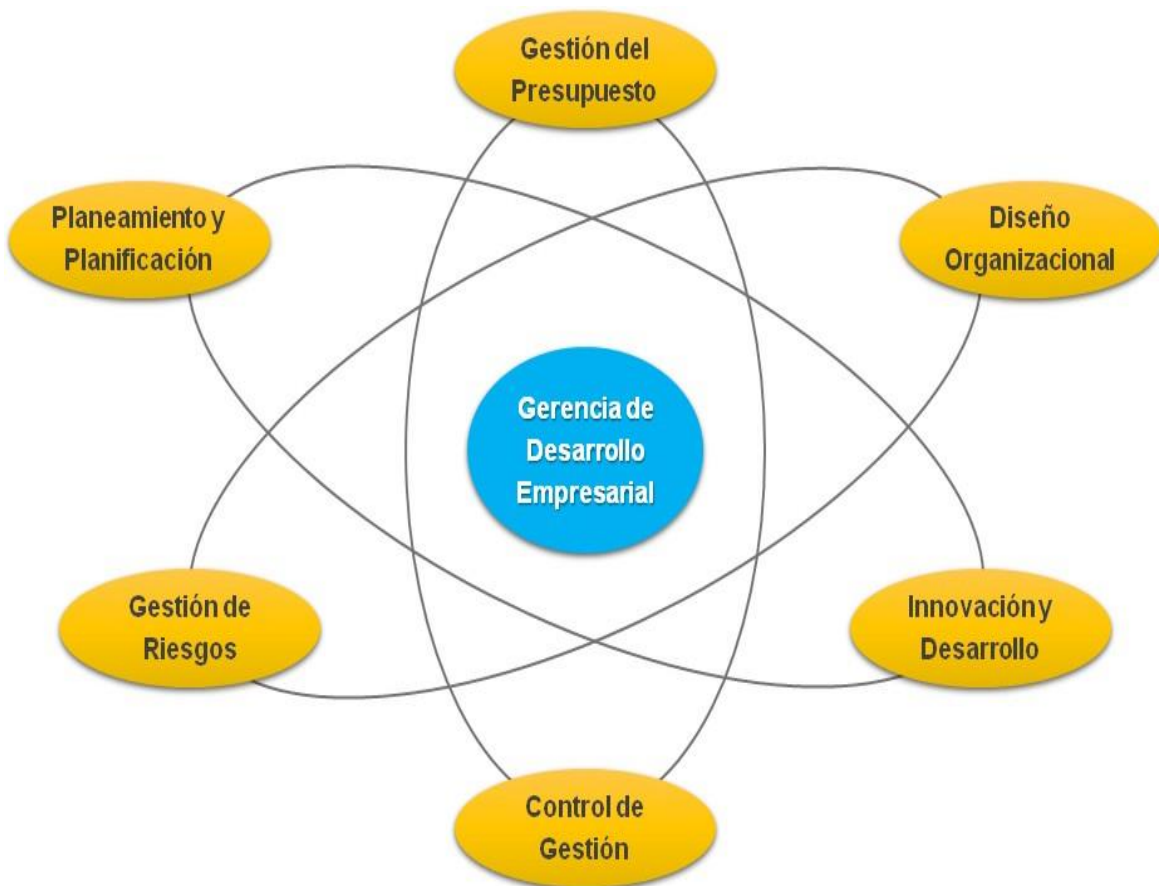 Gestión del
Presupuesto
Planeamiento y
Planificación
Diseño
Organizacional
Gerencia de
Desarrollo
Empresarial
Gestión de
Riesgos
Innovación y
Desarrollo
Control de
Gestión